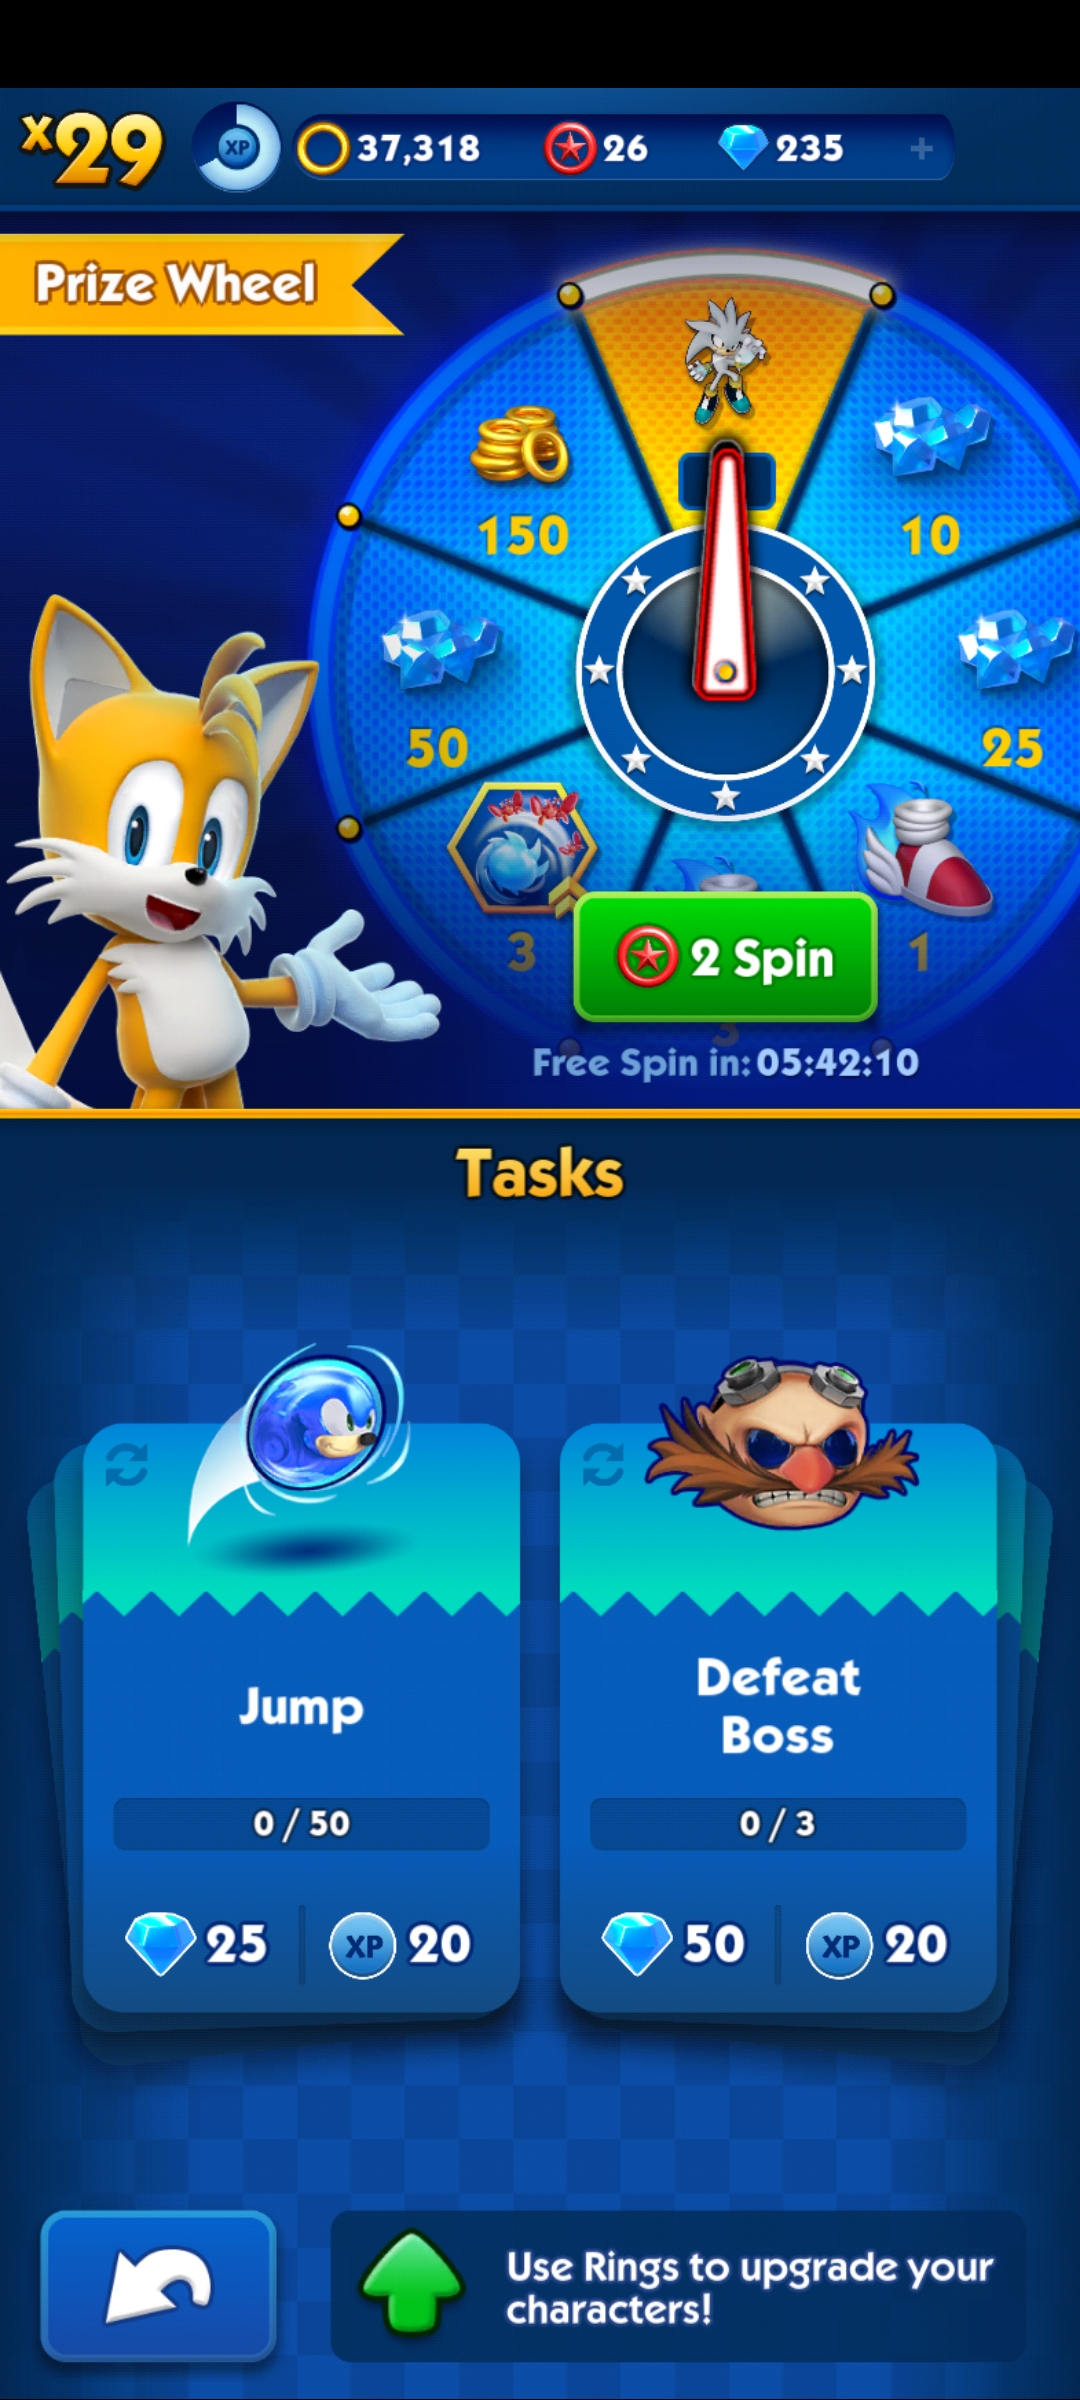 x29
XP
37,318
26
235
+
Prize Wheel
150
10
50
25
3
1
2 Spin
3
Free Spin in: 05:42:10
Tasks
Jump
0 / 50
25
XP
20
Defeat
Boss
0 / 3
50
XP
20
Use Rings to upgrade your
characters!